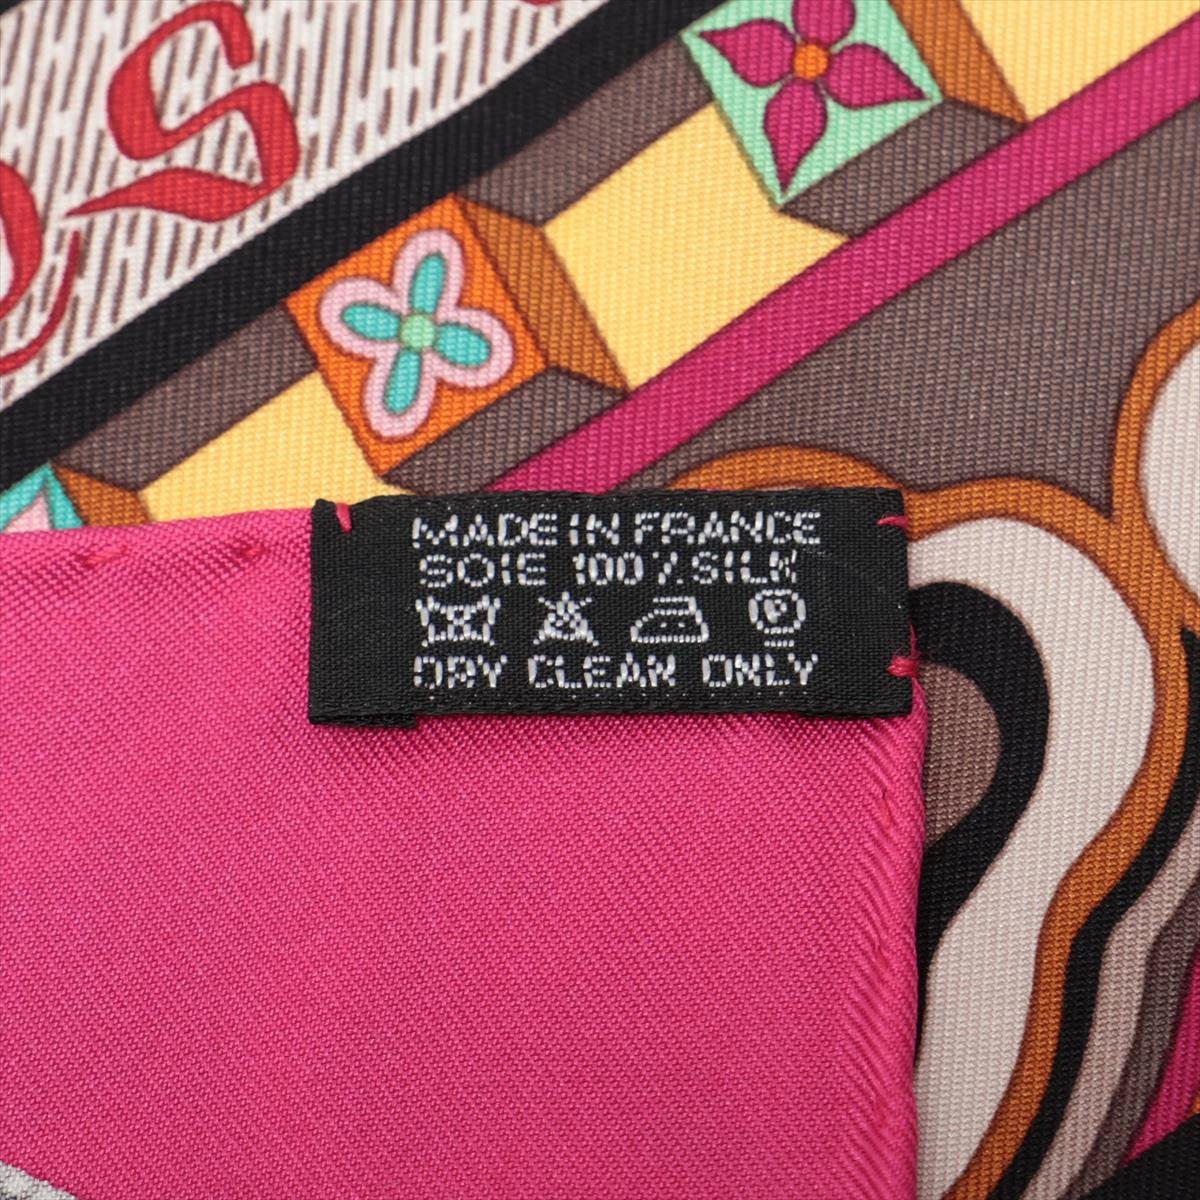 MADE IN FRANCE
SOIE 100% SILK
P
DRY CLEAN ONLY